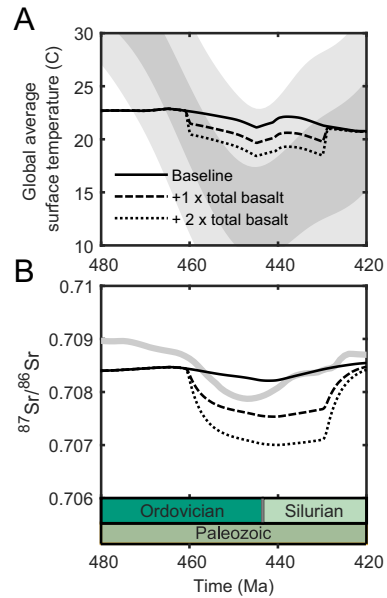 A
30
25
20
15
10
Global average
surface temperature (C)
Baseline
+1 x total basalt
+ 2 x total basalt
480
460
440
420
B
0.71
0.709
0.708
0.707
0.706
87Sr/86Sr
Ordovician
Silurian
Paleozoic
480
460
440
420
Time (Ma)